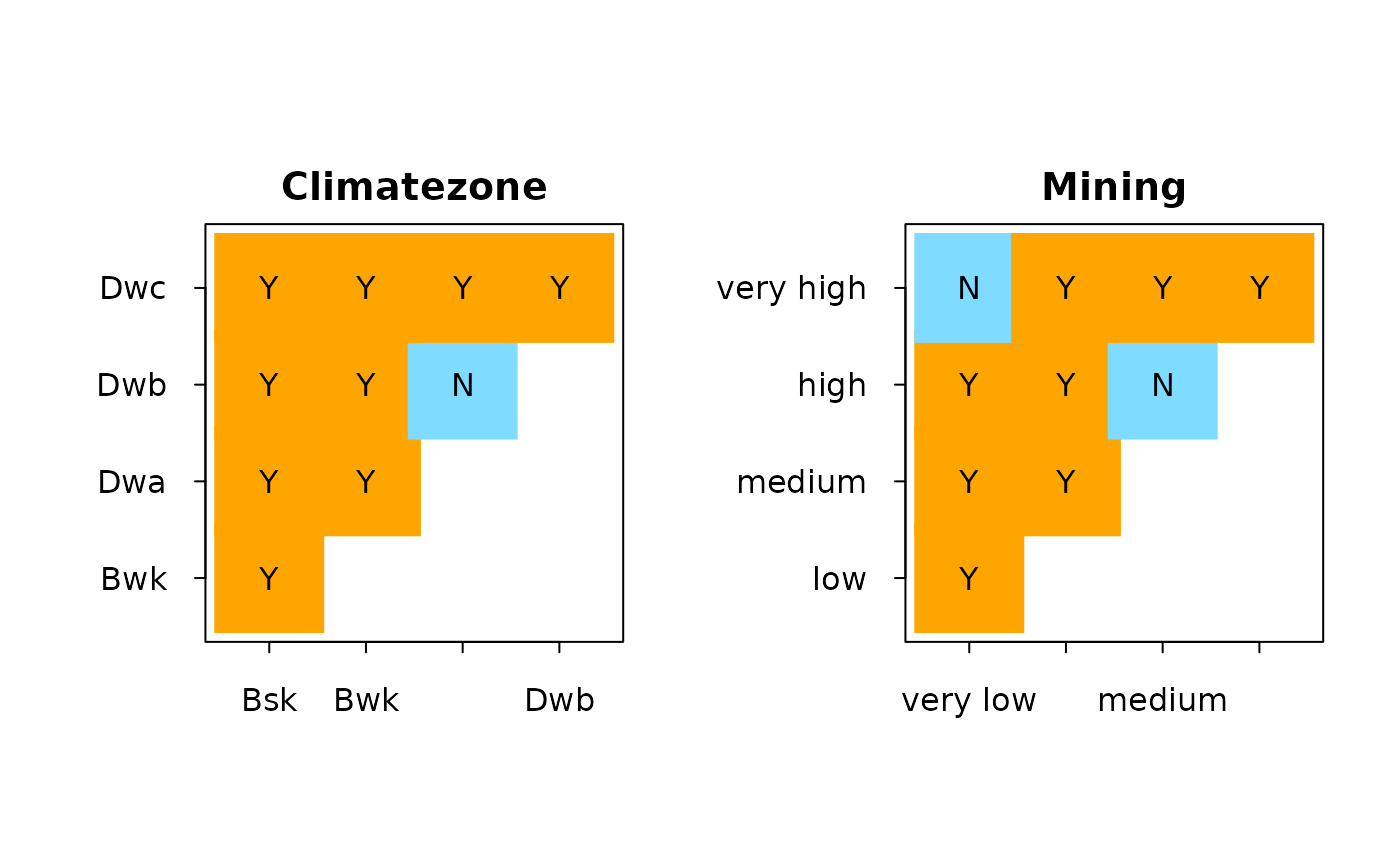 Climatezone
Dwc Y Y Y Y
Dwb Y Y N
Dwa Y Y
Bwk Y
Bsk Bwk Dwb
Mining
very high N Y Y Y
high Y Y N
medium Y Y
low Y
very low medium